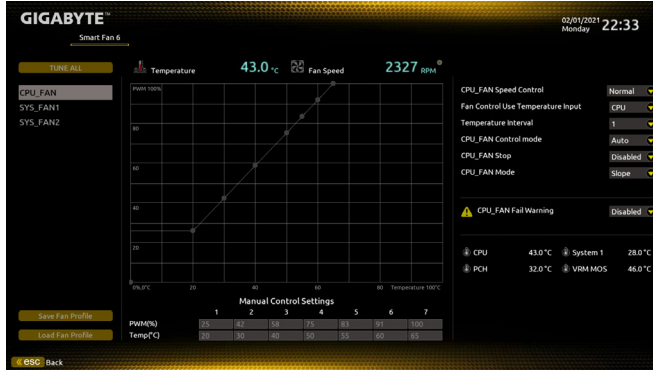 GIGABYTE™
02/01/2021 Monday 22:33
Smart Fan 6
TUNE ALL
Temperature 43.0 °C Fan Speed 2327 RPM
CPU_FAN
SYS_FAN1
SYS_FAN2
PWM 100%
80
60
40
20
0%,0°C 20 40 60 80 Temperature 100°C
CPU_FAN Speed Control Normal
Fan Control Use Temperature Input CPU
Temperature Interval 1
CPU_FAN Control mode Auto
CPU_FAN Stop Disabled
CPU_FAN Mode Slope
CPU_FAN Fail Warning Disabled
CPU 43.0°C System 1 28.0°C
PCH 32.0°C VRM MOS 46.0°C
Manual Control Settings
1 2 3 4 5 6 7
PWM(%) 25 42 58 75 83 91 100
Temp(°C) 20 30 40 50 55 60 65
Save Fan Profile
Load Fan Profile
esc Back